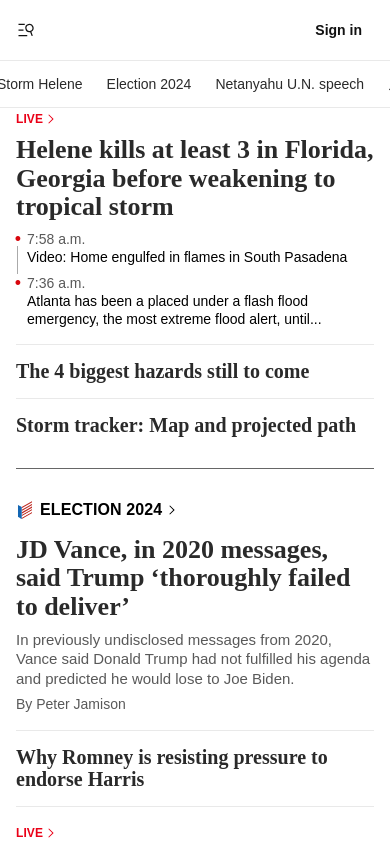 Sign in
Storm Helene Election 2024 Netanyahu U.N. speech
LIVE
Helene kills at least 3 in Florida,
Georgia before weakening to
tropical storm
7:58 a.m.
Video: Home engulfed in flames in South Pasadena
7:36 a.m.
Atlanta has been a placed under a flash flood
emergency, the most extreme flood alert, until...
The 4 biggest hazards still to come
Storm tracker: Map and projected path
ELECTION 2024
JD Vance, in 2020 messages,
said Trump ‘thoroughly failed
to deliver’
In previously undisclosed messages from 2020,
Vance said Donald Trump had not fulfilled his agenda
and predicted he would lose to Joe Biden.
By Peter Jamison
Why Romney is resisting pressure to
endorse Harris
LIVE